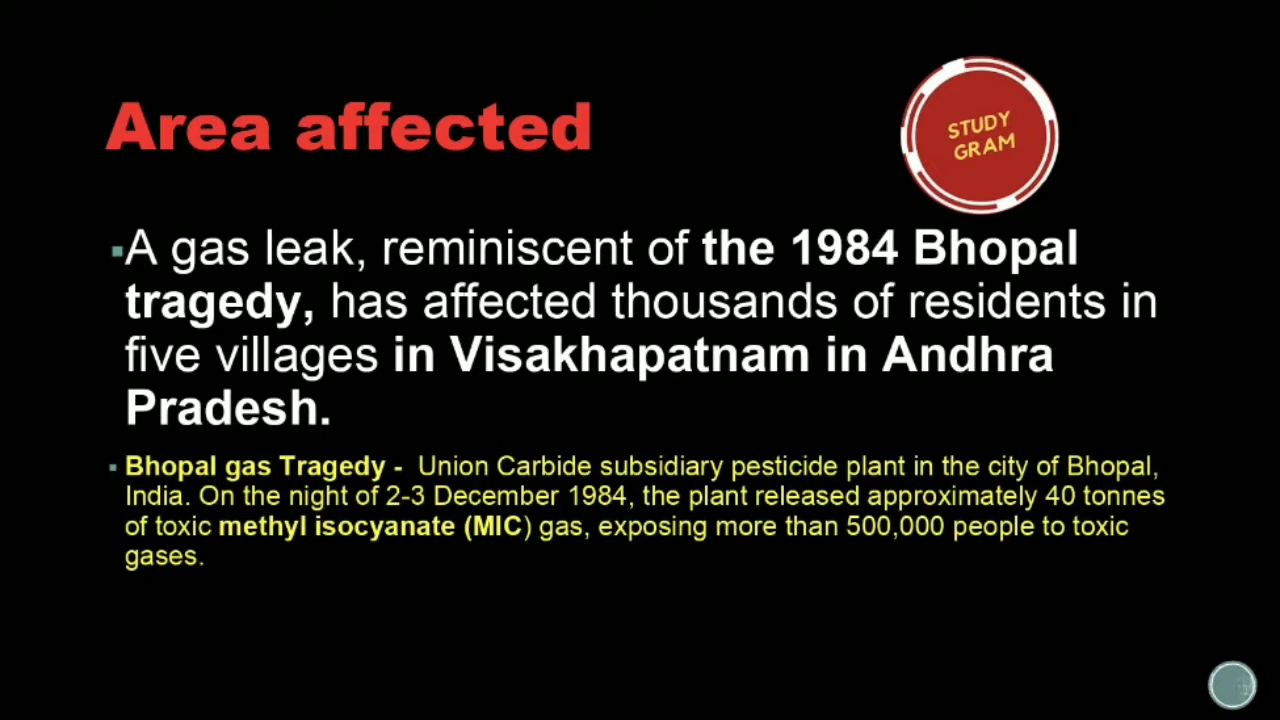 Area affected
STUDY
GRAM
A gas leak, reminiscent of the 1984 Bhopal
tragedy, has affected thousands of residents in
five villages in Visakhapatnam in Andhra
Pradesh.
Bhopal gas Tragedy - Union Carbide subsidiary pesticide plant in the city of Bhopal,
India. On the night of 2-3 December 1984, the plant released approximately 40 tonnes
of toxic methyl isocyanate (MIC) gas, exposing more than 500,000 people to toxic
gases.